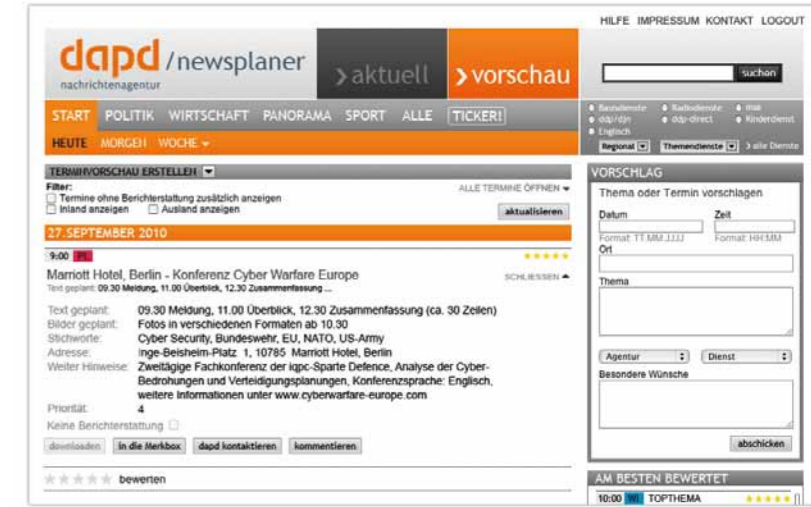 HILFE IMPRESSUM KONTAKT LOGOUT
dapd /newsplaner
nachrichtenagentur
aktuell
vorschau
suchen
START POLITIK WIRTSCHAFT PANORAMA SPORT ALLE TICKER!
HEUTE MORGEN WOCHE
Basisdienste Radiodienste
ddp/djn ddp-direct Kinderdienst
Englisch
Regional Themendienste alle Dienste
TERMINVORSCHAU ERSTELLEN
Filter:
Termine ohne Berichterstattung zusätzlich anzeigen
Inland anzeigen Ausland anzeigen
ALLE TERMINE ÖFFNEN
aktualisieren
27.SEPTEMBER 2010
9:00 PL
Marriott Hotel, Berlin - Konferenz Cyber Warfare Europe
SCHLIESSEN
Text geplant: 09.30 Meldung, 11.00 Überblick, 12.30 Zusammenfassung ...
Text geplant: 09.30 Meldung, 11.00 Überblick, 12.30 Zusammenfassung (ca. 30 Zeilen)
Bilder geplant: Fotos in verschiedenen Formaten ab 10.30
Stichworte: Cyber Security, Bundeswehr, EU, NATO, US-Army
Adresse: Inge-Beisheim-Platz 1, 10785 Marriott Hotel, Berlin
Weiter Hinweise: Zweitägige Fachkonferenz der iqpc-Sparte Defence, Analyse der Cyber-
Bedrohungen und Verteidigungsplanungen, Konferenzsprache: Englisch,
weitere Informationen unter www.cyberwarfare-europe.com
Priorität: 4
Keine Berichterstattung
downloaden in die Merkbox dapd kontaktieren kommentieren
bewerten
VORSCHLAG
Thema oder Termin vorschlagen
Datum Zeit
Format: TT.MM.JJJJ Format: HH:MM
Ort
Thema
Agentur Dienst
Besondere Wünsche
abschicken
AM BESTEN BEWERTET
10:00 WI TOPTHEMA